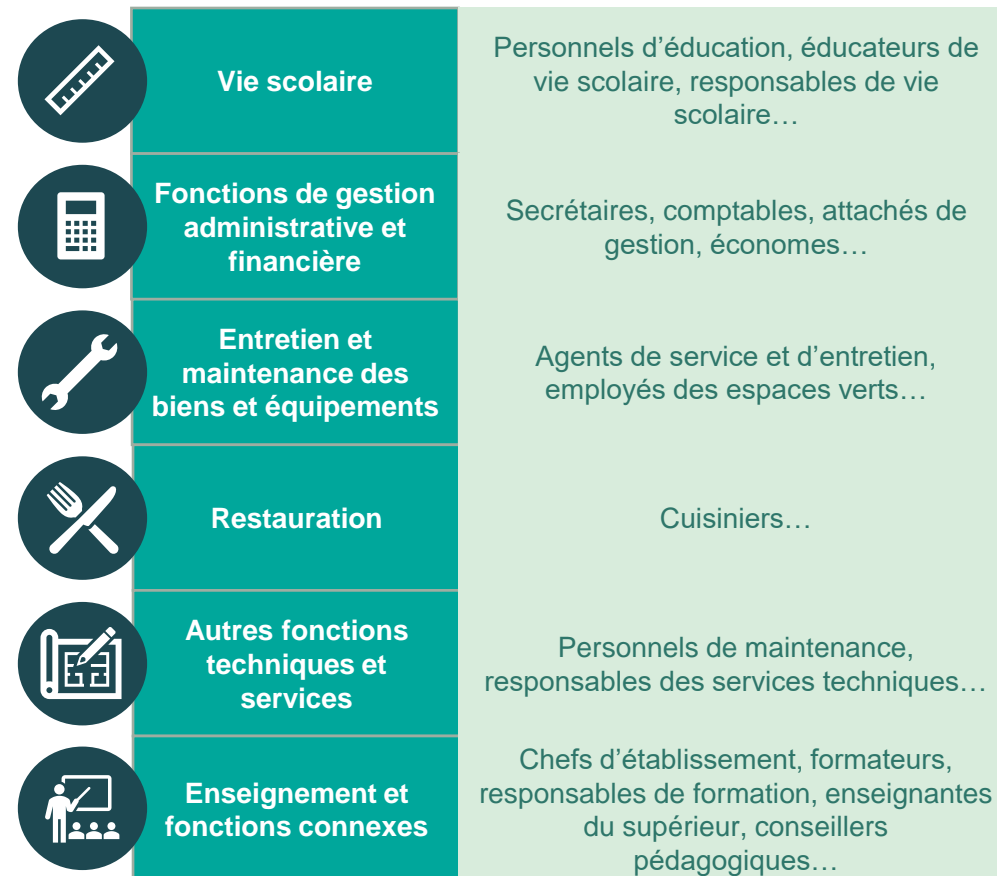 Vie scolaire
Personnels d’éducation, éducateurs de
vie scolaire, responsables de vie
scolaire…
Fonctions de gestion
administrative et
financière
Secrétaires, comptables, attachés de
gestion, économes…
Entretien et
maintenance des
biens et équipements
Agents de service et d’entretien,
employés des espaces verts…
Restauration
Cuisiniers…
Autres fonctions
techniques et
services
Personnels de maintenance,
responsables des services techniques…
Enseignement et
fonctions connexes
Chefs d’établissement, formateurs,
responsables de formation, enseignantes
du supérieur, conseillers
pédagogiques…